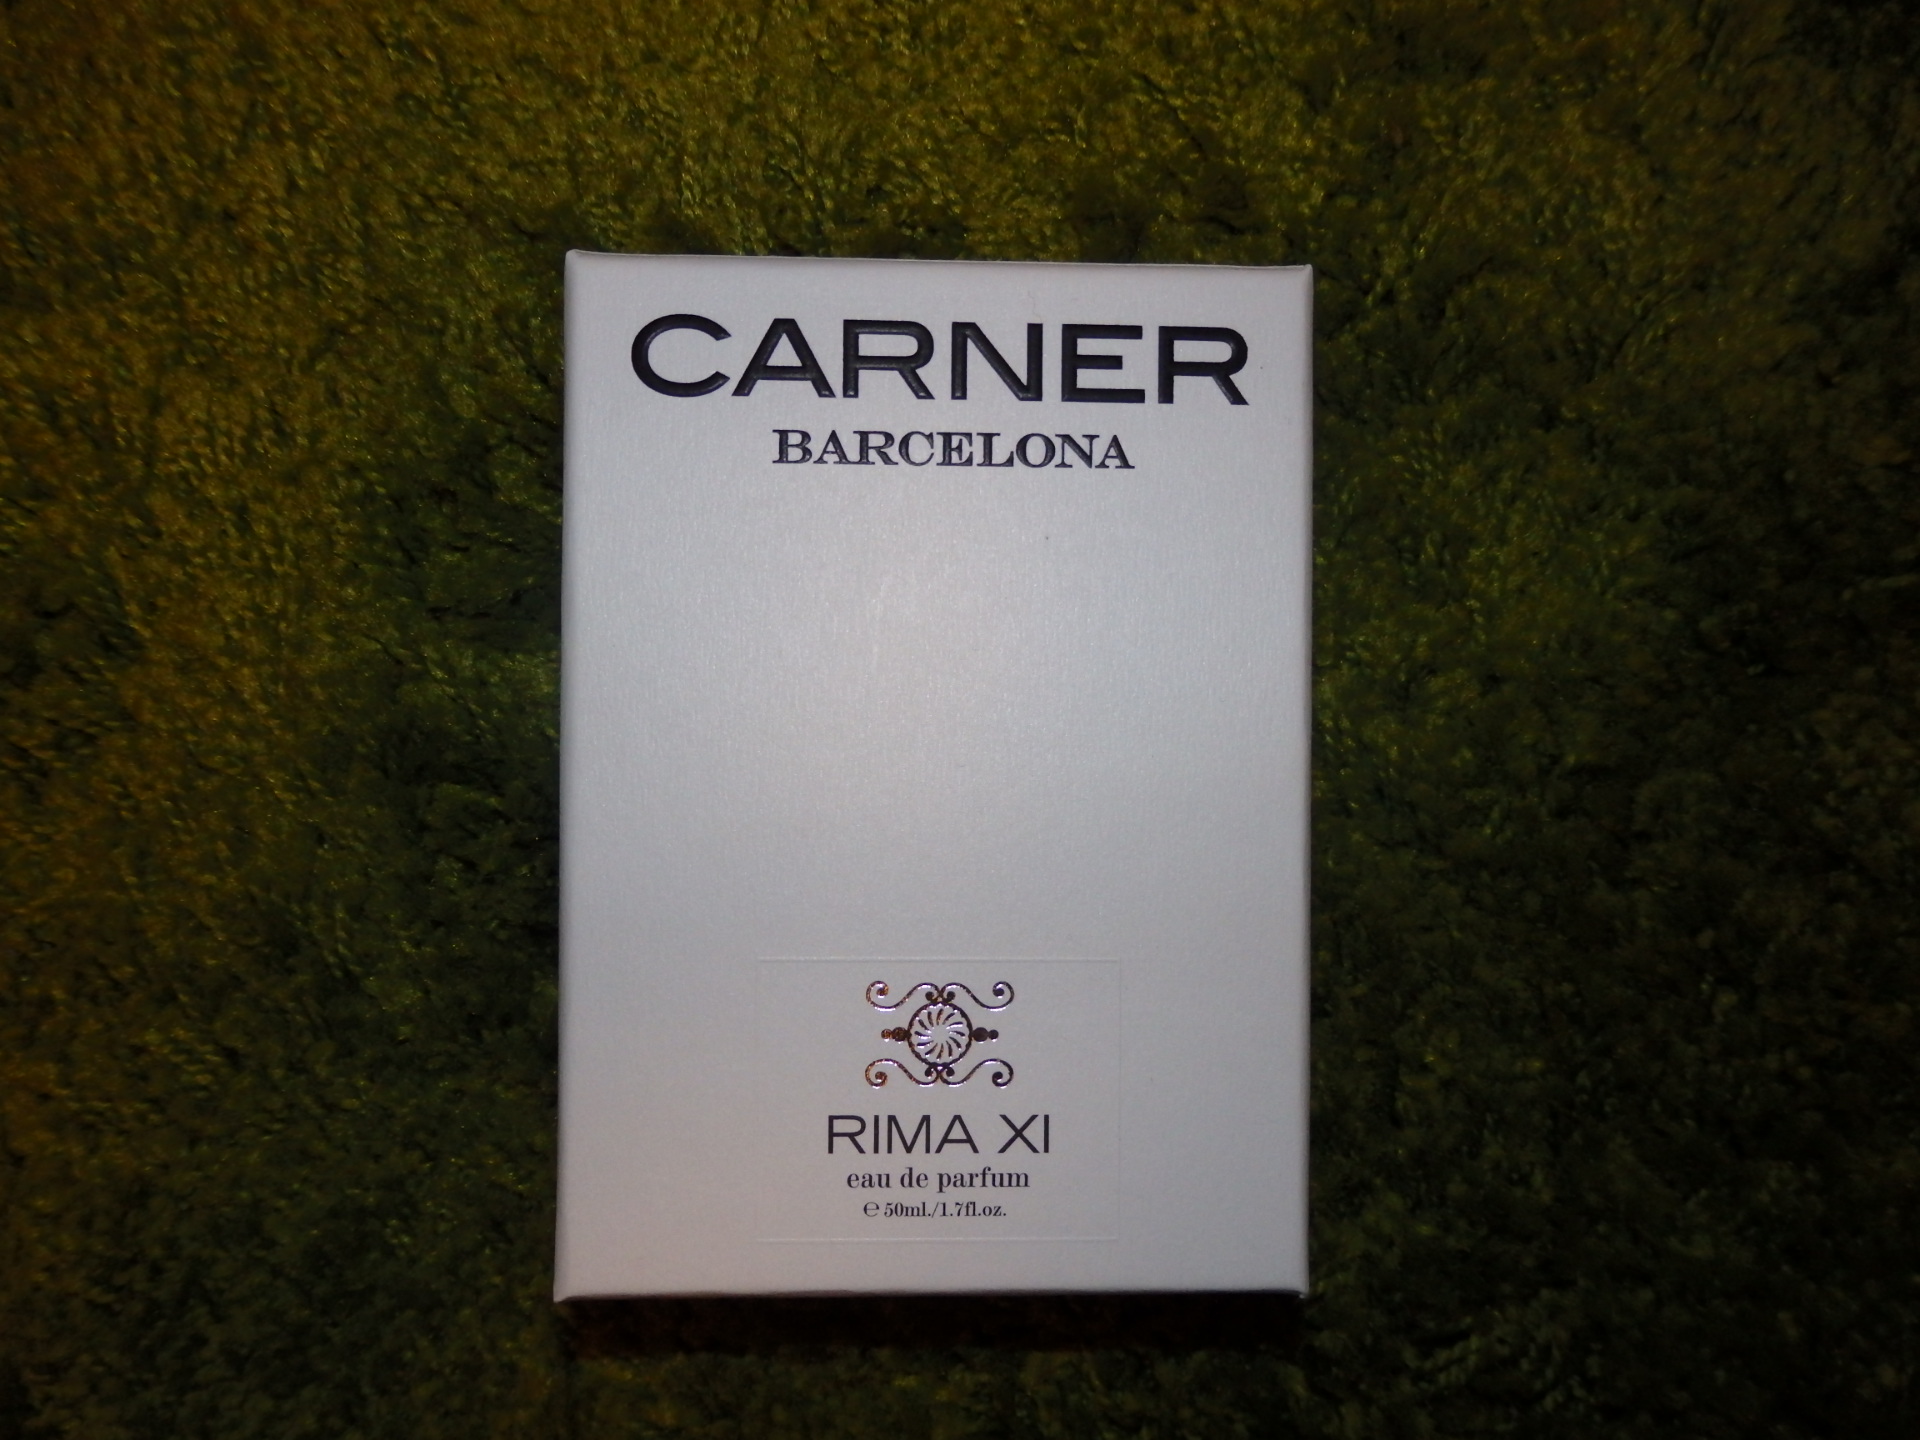 CARNER
BARCELONA
RIMA XI
eau de parfum
℮ 50ml./1.7fl.oz.